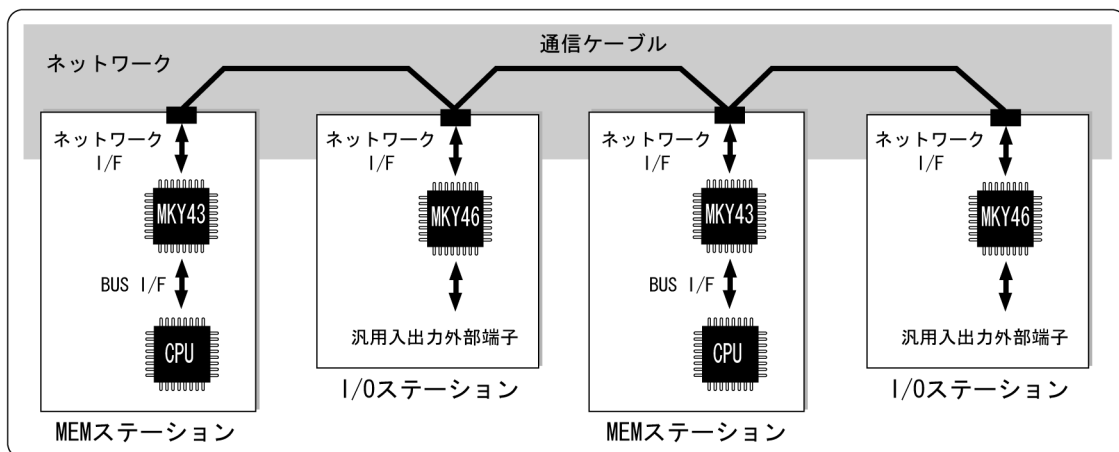 通信ケーブル
ネットワーク
ネットワーク
I/F
MKY43
BUS I/F
CPU
MEMステーション
ネットワーク
I/F
MKY46
汎用入出力外部端子
I/Oステーション
ネットワーク
I/F
MKY43
BUS I/F
CPU
MEMステーション
ネットワーク
I/F
MKY46
汎用入出力外部端子
I/Oステーション